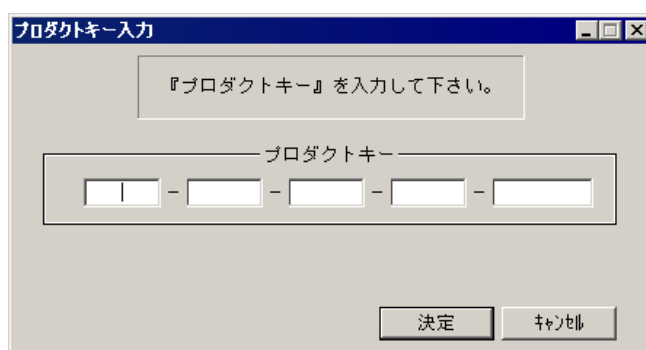 プロダクトキー入力
『プロダクトキー』を入力して下さい。
プロダクトキー
- - - -
決定 ｷｬﾝｾﾙ